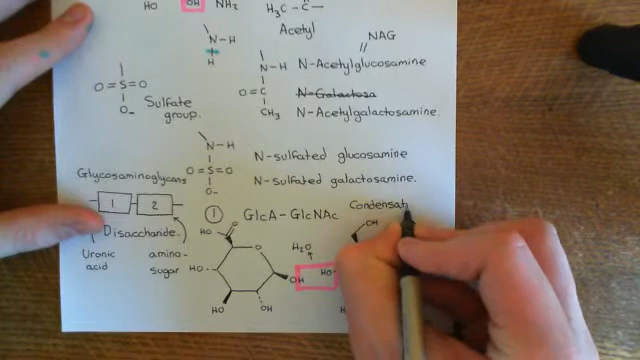 HO OH NH₂ H₃C - C -
Acetyl
N-H
H
NAG
N-H N-Acetylglucosamine
O=S=O
O-
Sulfate
group.
O=C N-Galactosa
CH₃ N-Acetylgalactosamine.
N-H N-sulfated glucosamine
O=S=O
O- N-sulfated galactosamine.
Glycosaminoglycans
1 2
Disaccharide.
Uronic
acid
amino-
sugar
1 GlcA-GlcNAc
Condensat
HO O
O
HO
HO OH
OH
H₂O
HO
OH
H